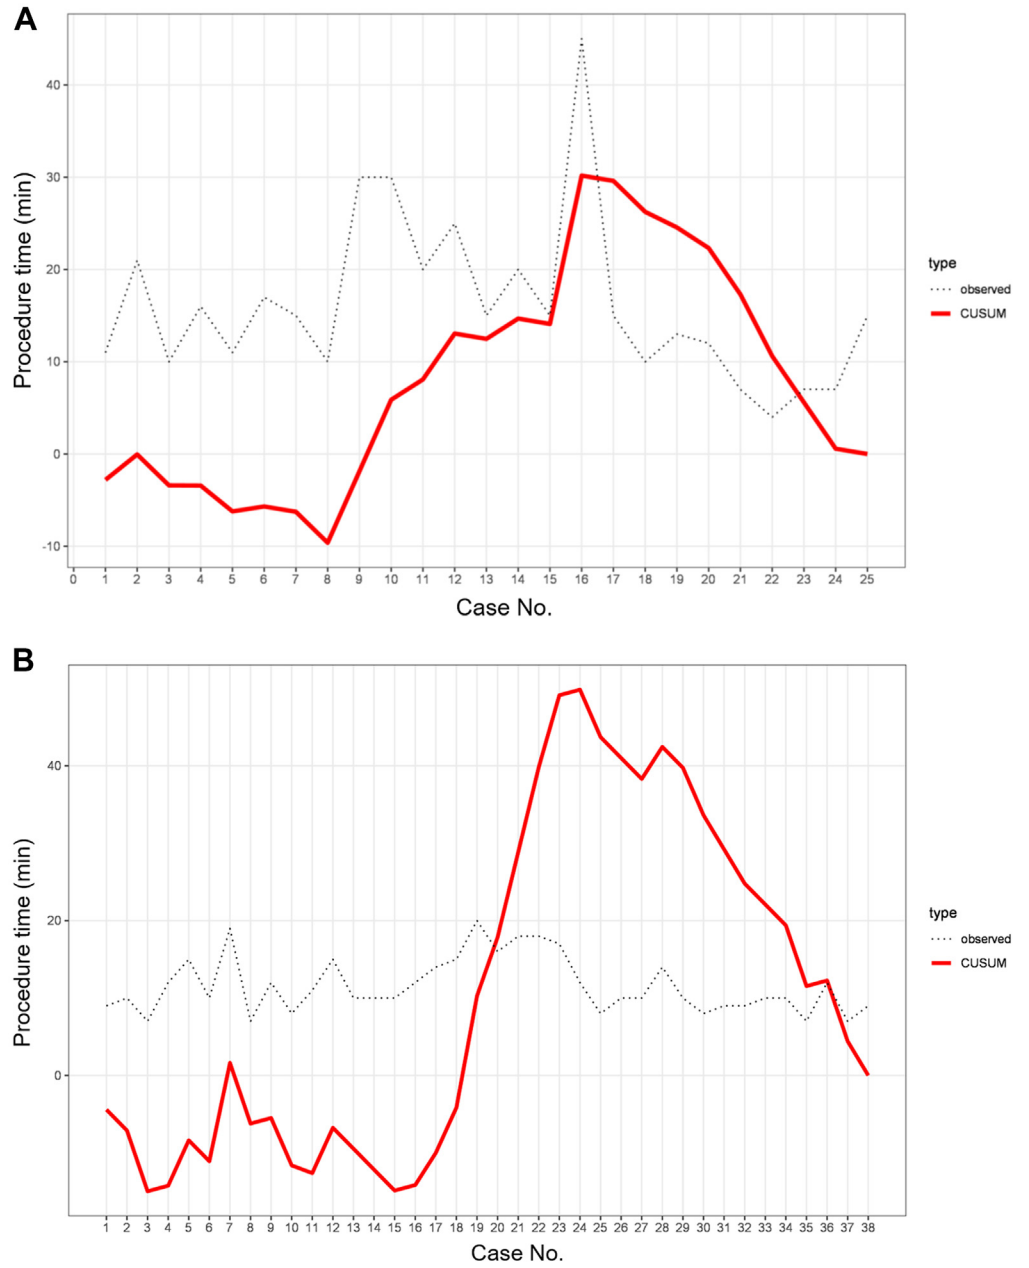 A
Procedure time (min)
40
30
20
10
0
-10
0 1 2 3 4 5 6 7 8 9 10 11 12 13 14 15 16 17 18 19 20 21 22 23 24 25
Case No.
type
observed
CUSUM
B
Procedure time (min)
40
20
0
1 2 3 4 5 6 7 8 9 10 11 12 13 14 15 16 17 18 19 20 21 22 23 24 25 26 27 28 29 30 31 32 33 34 35 36 37 38
Case No.
type
observed
CUSUM